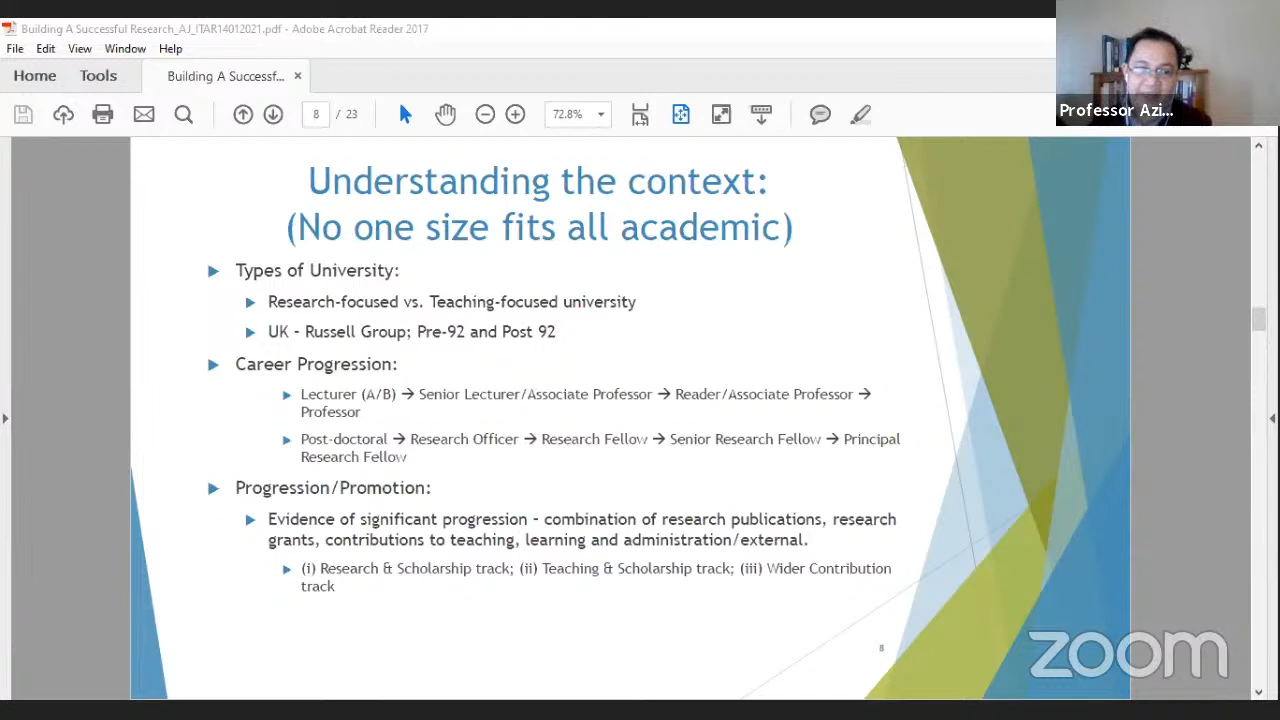 Building A Successful Research_AJ_ITAR14012021.pdf - Adobe Acrobat Reader 2017
File Edit View Window Help
Home Tools Building A Successf... ×
8 / 23 72.8%
Professor Azi...
Understanding the context:
(No one size fits all academic)
Types of University:
Research-focused vs. Teaching-focused university
UK – Russell Group; Pre-92 and Post 92
Career Progression:
Lecturer (A/B) → Senior Lecturer/Associate Professor → Reader/Associate Professor →
Professor
Post-doctoral → Research Officer → Research Fellow → Senior Research Fellow → Principal
Research Fellow
Progression/Promotion:
Evidence of significant progression – combination of research publications, research
grants, contributions to teaching, learning and administration/external.
(i) Research & Scholarship track; (ii) Teaching & Scholarship track; (iii) Wider Contribution
track
8
zoom